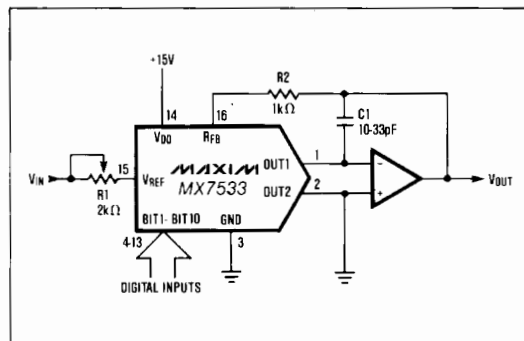 +15V
R2
1kΩ
14
16
C1
10-33pF
VDD
RFB
VIN
15
VREF
MAXIM
MX7533
OUT1
1
−
R1
2kΩ
OUT2
2
+
VOUT
BIT1- BIT10
GND
4-13
3
DIGITAL INPUTS